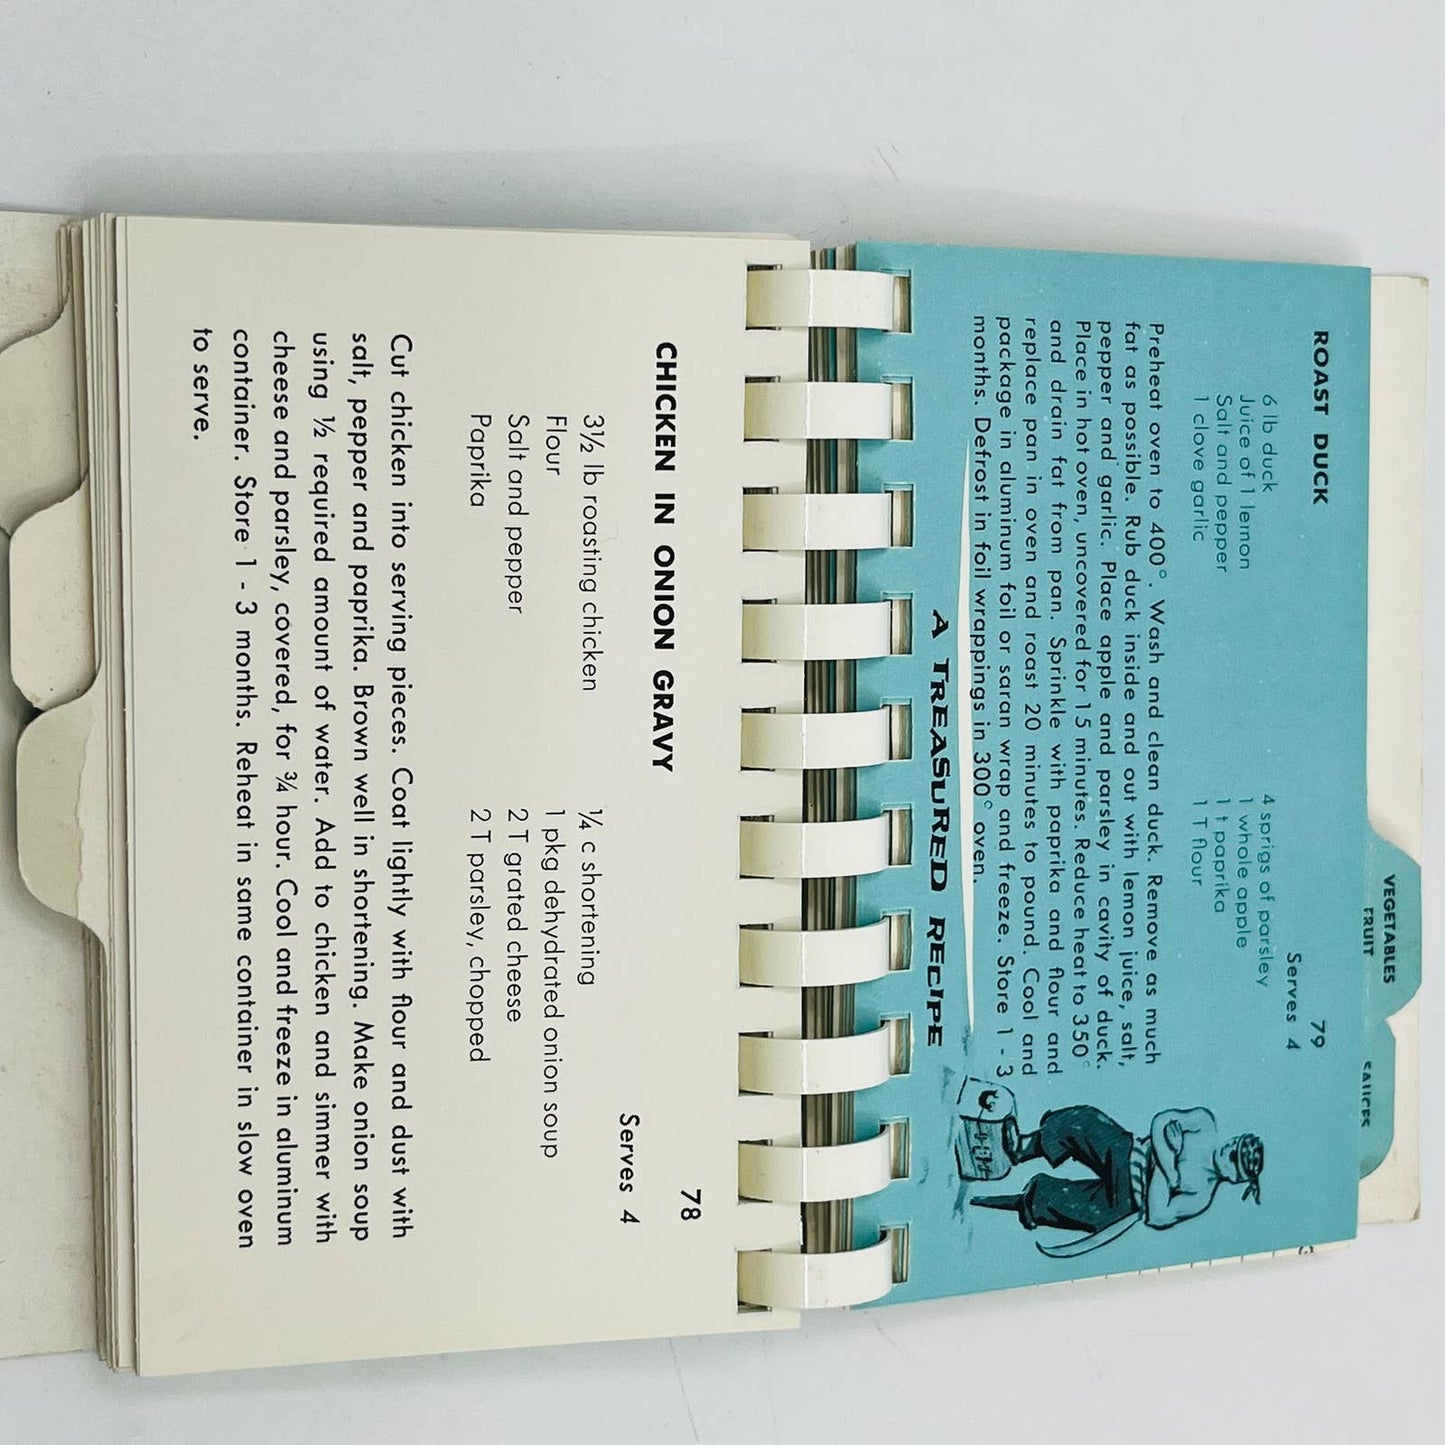 ROAST DUCK
79
Serves 4
6 lb duck
Juice of 1 lemon
Salt and pepper
1 clove garlic
4 sprigs of parsley
1 whole apple
1 t paprika
1 T flour
Preheat oven to 400°. Wash and clean duck. Remove as much
fat as possible. Rub duck inside and out with lemon juice, salt,
pepper and garlic. Place apple and parsley in cavity of duck.
Place in hot oven, uncovered for 15 minutes. Reduce heat to 350°
and drain fat from pan. Sprinkle with paprika and flour and
replace pan in oven and roast 20 minutes to pound. Cool and
package in aluminum foil or saran wrap and freeze. Store 1 - 3
months. Defrost in foil wrappings in 300° oven.
A TREASURED RECIPE
VEGETABLES
FRUIT
SAUCES
CHICKEN IN ONION GRAVY
78
Serves 4
3½ lb roasting chicken
Flour
Salt and pepper
Paprika
¼ c shortening
1 pkg dehydrated onion soup
2 T grated cheese
2 T parsley, chopped
Cut chicken into serving pieces. Coat lightly with flour and dust with
salt, pepper and paprika. Brown well in shortening. Make onion soup
using ½ required amount of water. Add to chicken and simmer with
cheese and parsley, covered, for ¾ hour. Cool and freeze in aluminum
container. Store 1 - 3 months. Reheat in same container in slow oven
to serve.